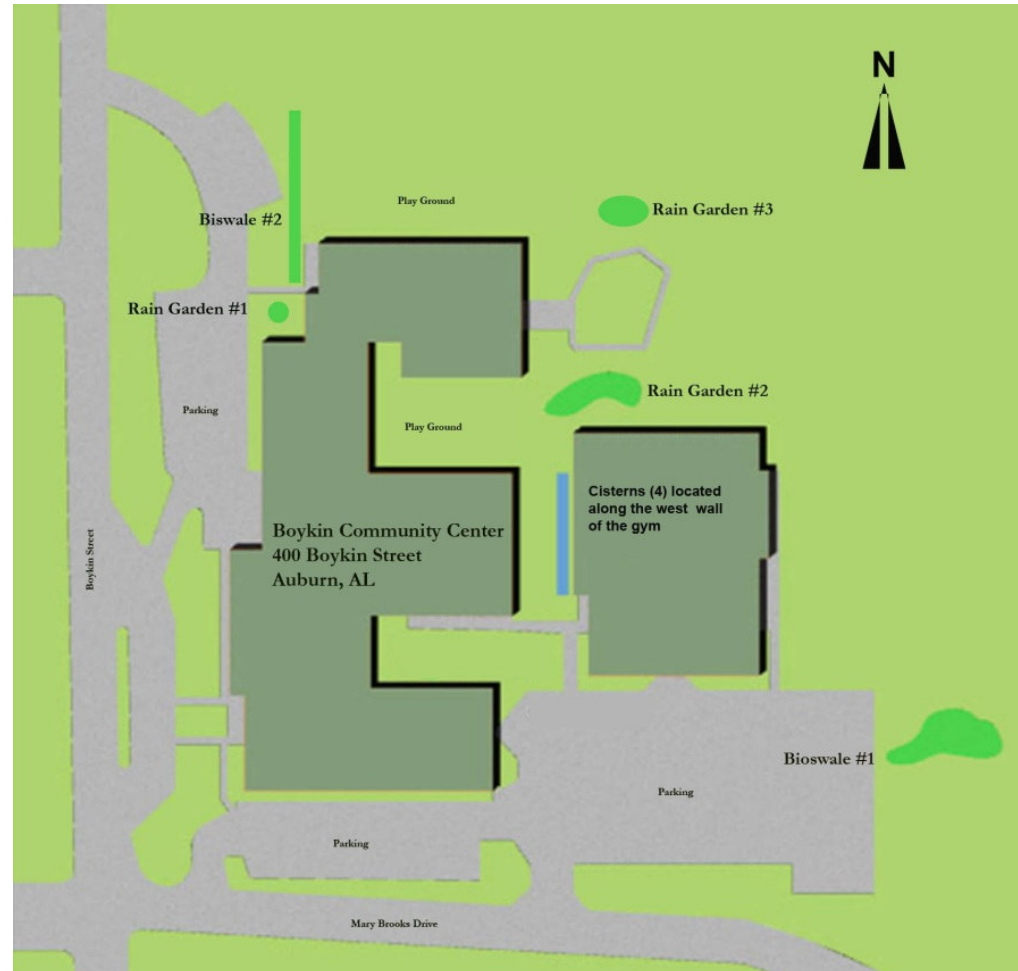 N
Play Ground
Rain Garden #3
Biswale #2
Rain Garden #1
Rain Garden #2
Parking
Play Ground
Cisterns (4) located
along the west wall
of the gym
Boykin Community Center
400 Boykin Street
Auburn, AL
Boykin Street
Bioswale #1
Parking
Parking
Mary Brooks Drive